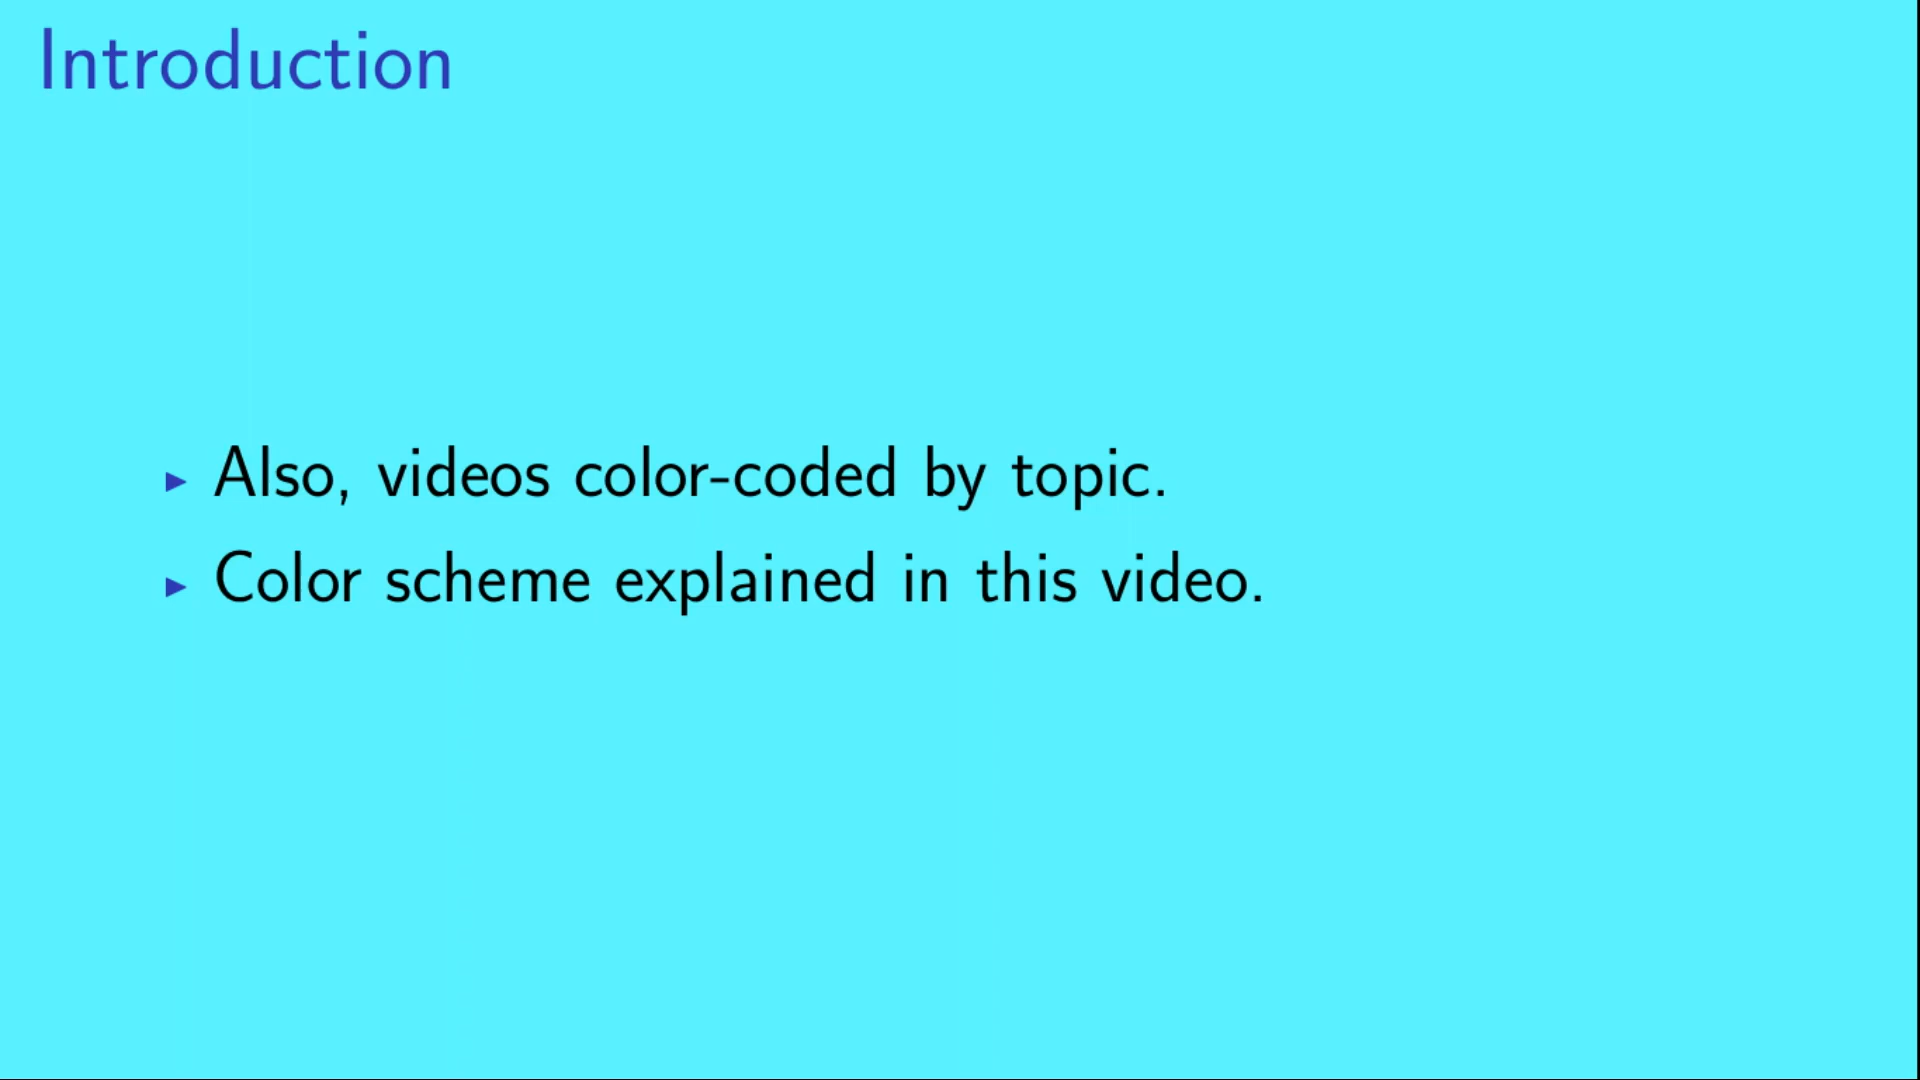 Introduction
▸ Also, videos color-coded by topic.
▸ Color scheme explained in this video.